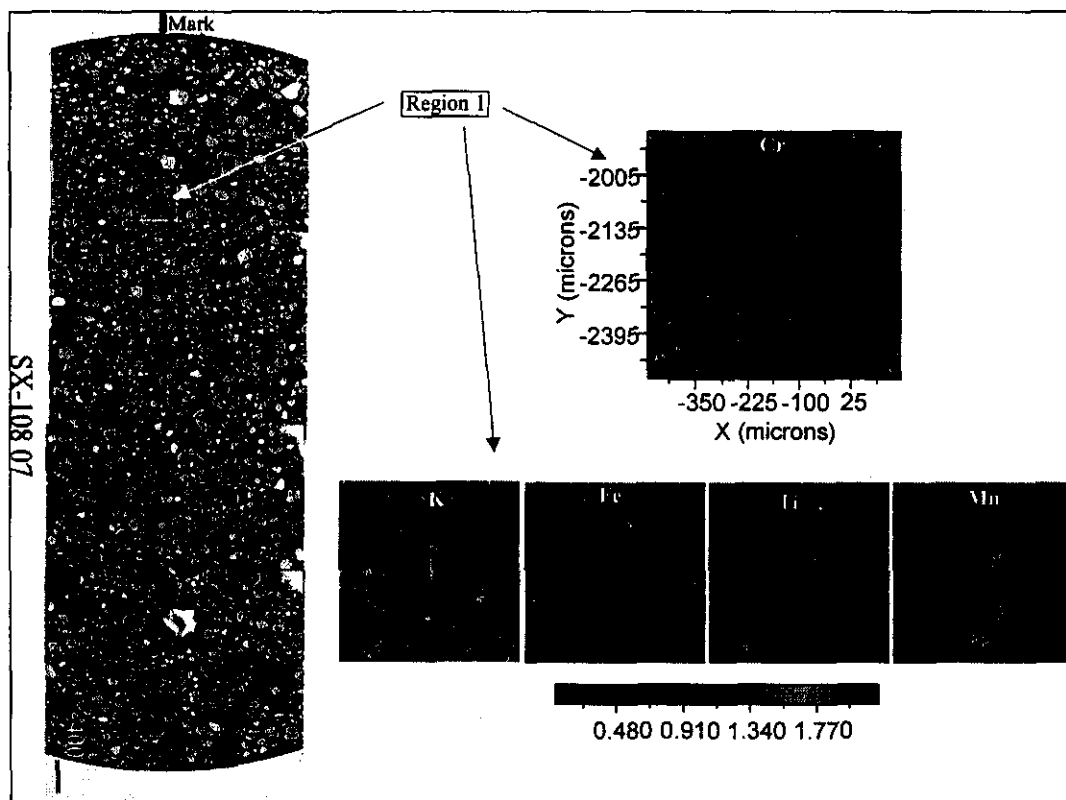 Mark
Region 1
SX-108 07
Cr
-2005
-2135
-2265
-2395
Y (microns)
-350 -225 -100 25
X (microns)
K
Fe
Ti
Mn
0.480 0.910 1.340 1.770